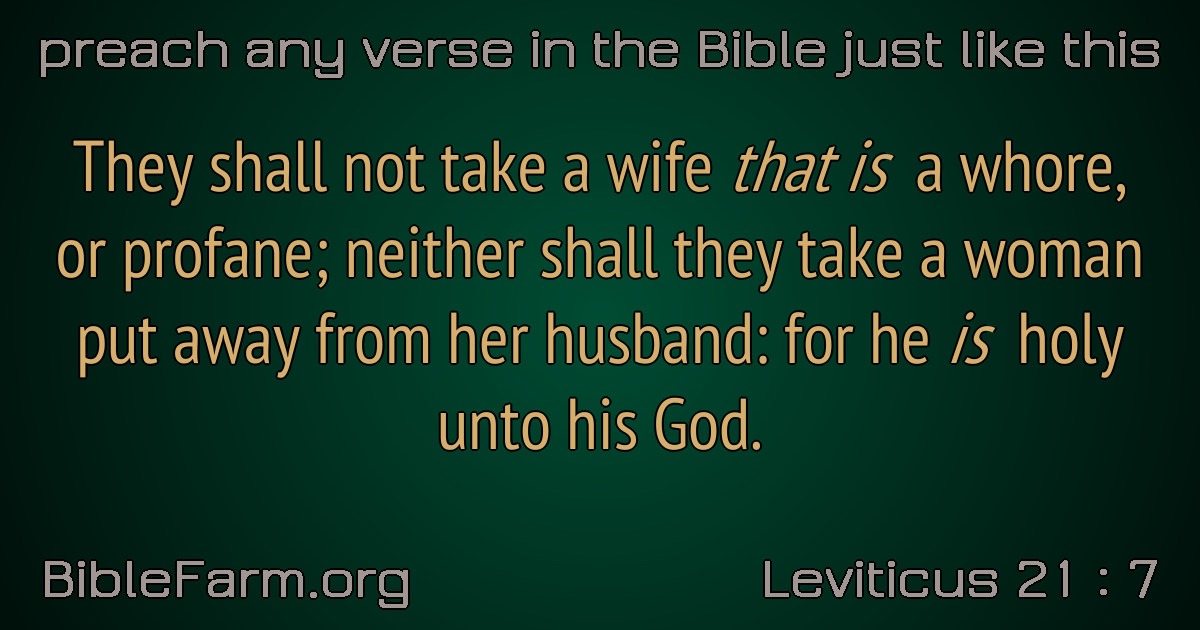 preach any verse in the Bible just like this
They shall not take a wife that is a whore,
or profane; neither shall they take a woman
put away from her husband: for he is holy
unto his God.
BibleFarm.org
Leviticus 21 : 7